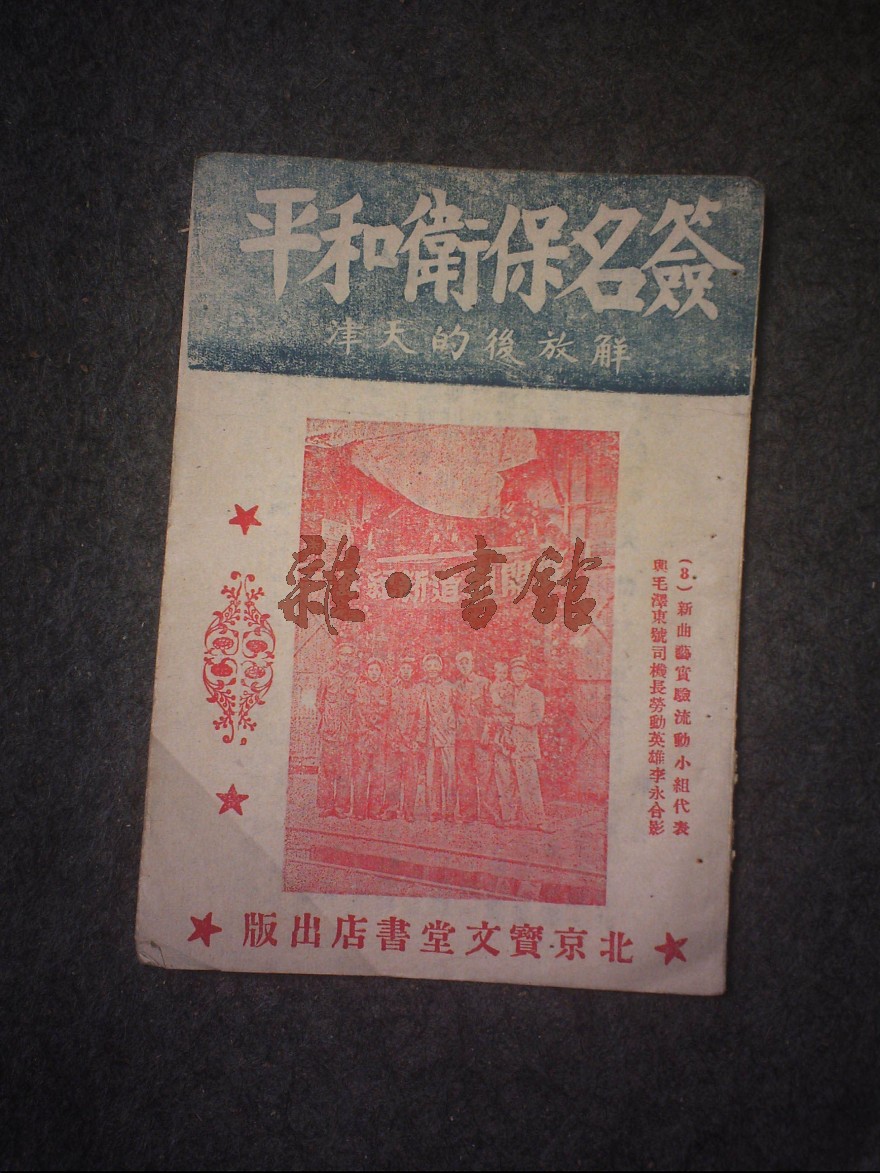 簽名保衛和平
解放後的天津
(8)新曲藝實驗流動小組代表
與毛澤東號司機長勞動英雄李永合影
雜·書館
北京寶文堂書店出版